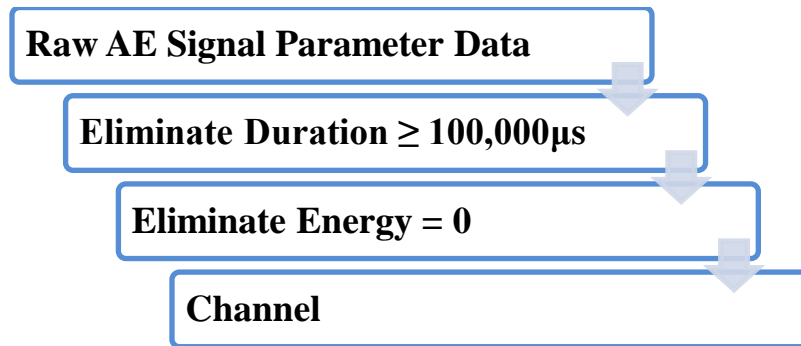 Raw AE Signal Parameter Data
Eliminate Duration ≥ 100,000μs
Eliminate Energy = 0
Channel